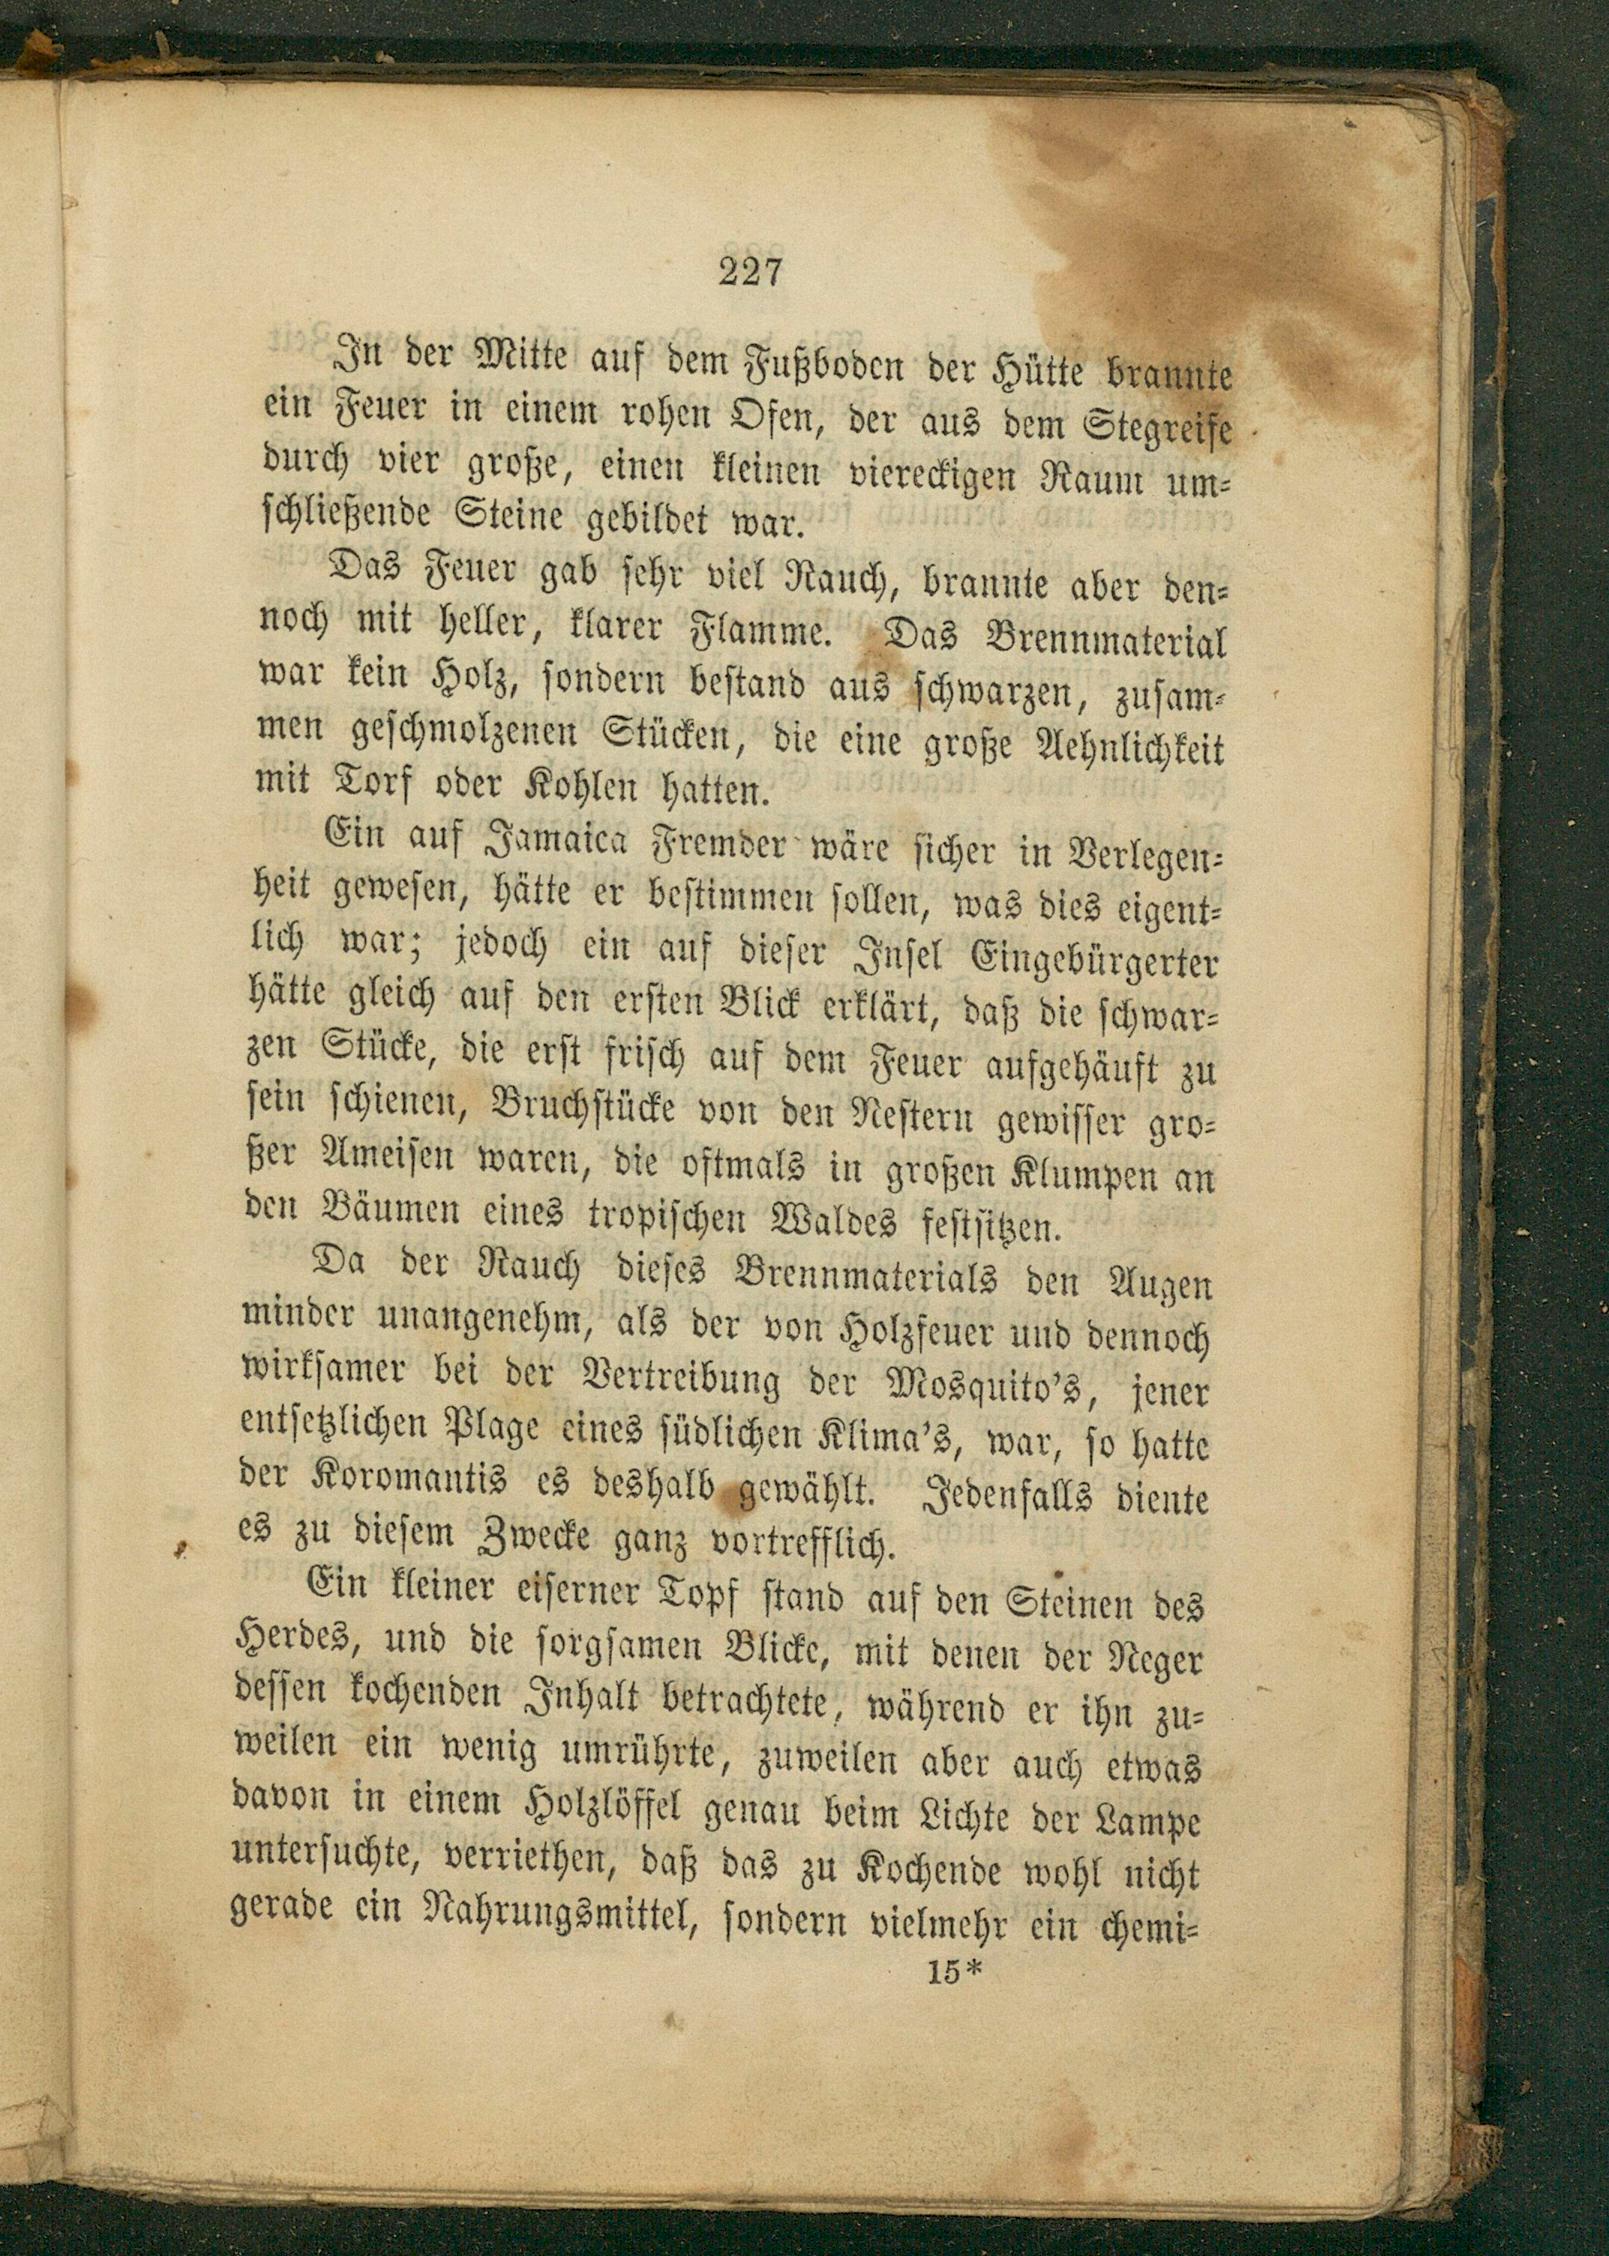 227
In der Mitte auf dem Fußboden der Hütte brannte
ein Feuer in einem rohen Ofen, der aus dem Stegreife
durch vier große, einen kleinen viereckigen Raum um-
schließende Steine gebildet war.
Das Feuer gab sehr viel Rauch, brannte aber den-
noch mit heller, klarer Flamme. Das Brennmaterial
war kein Holz, sondern bestand aus schwarzen, zusam-
men geschmolzenen Stücken, die eine große Aehnlichkeit
mit Torf oder Kohlen hatten.
Ein auf Jamaica Fremder wäre sicher in Verlegen-
heit gewesen, hätte er bestimmen sollen, was dies eigent-
lich war; jedoch ein auf dieser Insel Eingebürgerter
hätte gleich auf den ersten Blick erklärt, daß die schwar-
zen Stücke, die erst frisch auf dem Feuer aufgehäuft zu
sein schienen, Bruchstücke von den Nestern gewisser gro-
ßer Ameisen waren, die oftmals in großen Klumpen an
den Bäumen eines tropischen Waldes festsitzen.
Da der Rauch dieses Brennmaterials den Augen
minder unangenehm, als der von Holzfeuer und dennoch
wirksamer bei der Vertreibung der Mosquito's, jener
entsetzlichen Plage eines südlichen Klima's, war, so hatte
der Koromantis es deshalb gewählt. Jedenfalls diente
es zu diesem Zwecke ganz vortrefflich.
Ein kleiner eiserner Topf stand auf den Steinen des
Herdes, und die sorgsamen Blicke, mit denen der Neger
dessen kochenden Inhalt betrachtete, während er ihn zu-
weilen ein wenig umrührte, zuweilen aber auch etwas
davon in einem Holzlöffel genau beim Lichte der Lampe
untersuchte, verriethen, daß das zu Kochende wohl nicht
gerade ein Nahrungsmittel, sondern vielmehr ein chemi-
15*